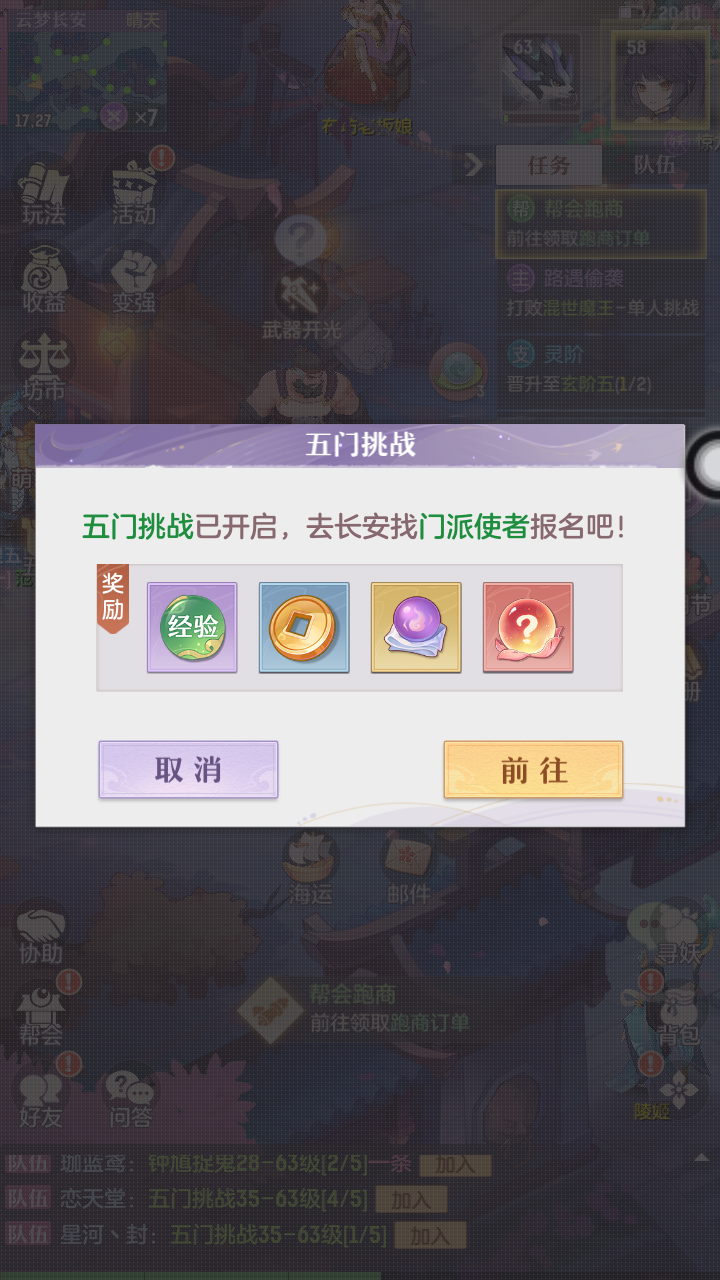 云梦长安 晴天
20:10
63
58
17,27
×7
任务 队伍
玩法 活动
帮 帮会跑商
前往领取跑商订单
主 路遇偷袭
打败混世魔王-单人挑战
收益 变强
武器开光
支 灵阶
晋升至玄阶五(1/2)
坊市
3
五门挑战
五门挑战已开启，去长安找门派使者报名吧！
奖励
经验
取消 前往
海运 邮件
协助 寻妖
帮会跑商
前往领取跑商订单
帮会 背包
好友 问答
陵姬
队伍 珈监鸢：钟馗捉鬼28-63级[2/5]一条 加入
队伍 恋天堂：五门挑战35-63级[4/5] 加入
队伍 星河丶封：五门挑战35-63级[1/5] 加入